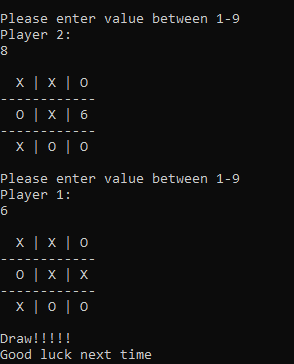 Please enter value between 1-9
Player 2:
8
X | X | O
------------
O | X | 6
------------
X | O | O
Please enter value between 1-9
Player 1:
6
X | X | O
------------
O | X | X
------------
X | O | O
Draw!!!!!
Good luck next time